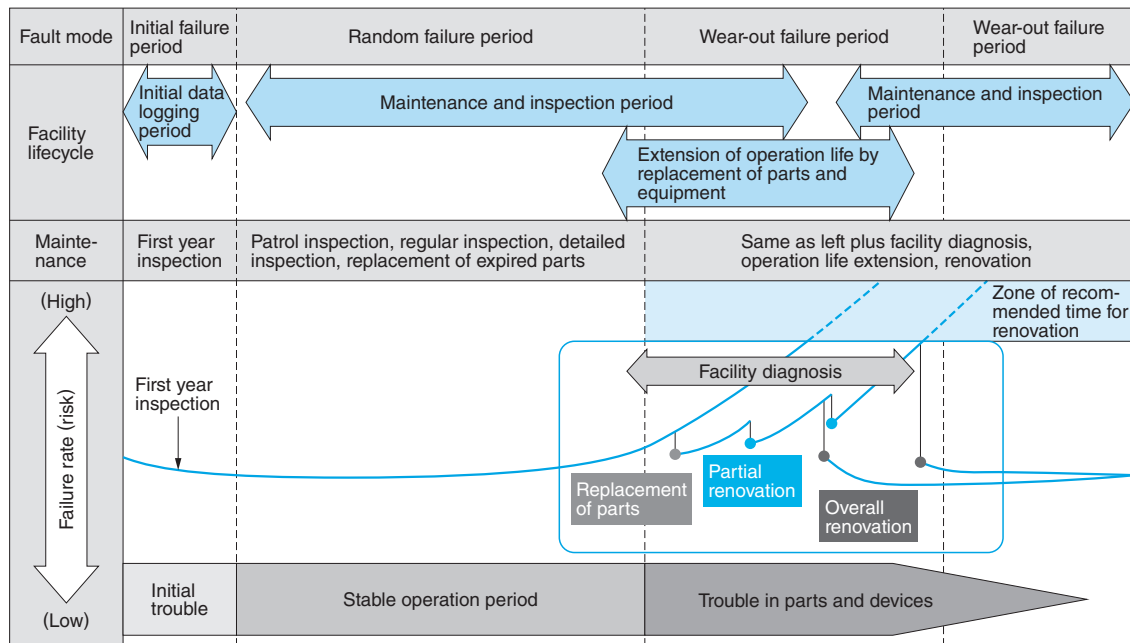 Fault mode
Initial failure
period
Random failure period
Wear-out failure period
Wear-out failure
period
Facility
lifecycle
Initial data
logging
period
Maintenance and inspection period
Maintenance and inspection
period
Extension of operation life by
replacement of parts and
equipment
Mainte-
nance
First year
inspection
Patrol inspection, regular inspection, detailed
inspection, replacement of expired parts
Same as left plus facility diagnosis,
operation life extension, renovation
(High)
Failure rate (risk)
(Low)
Zone of recom-
mended time for
renovation
Facility diagnosis
First year
inspection
Replacement
of parts
Partial
renovation
Overall
renovation
Initial
trouble
Stable operation period
Trouble in parts and devices